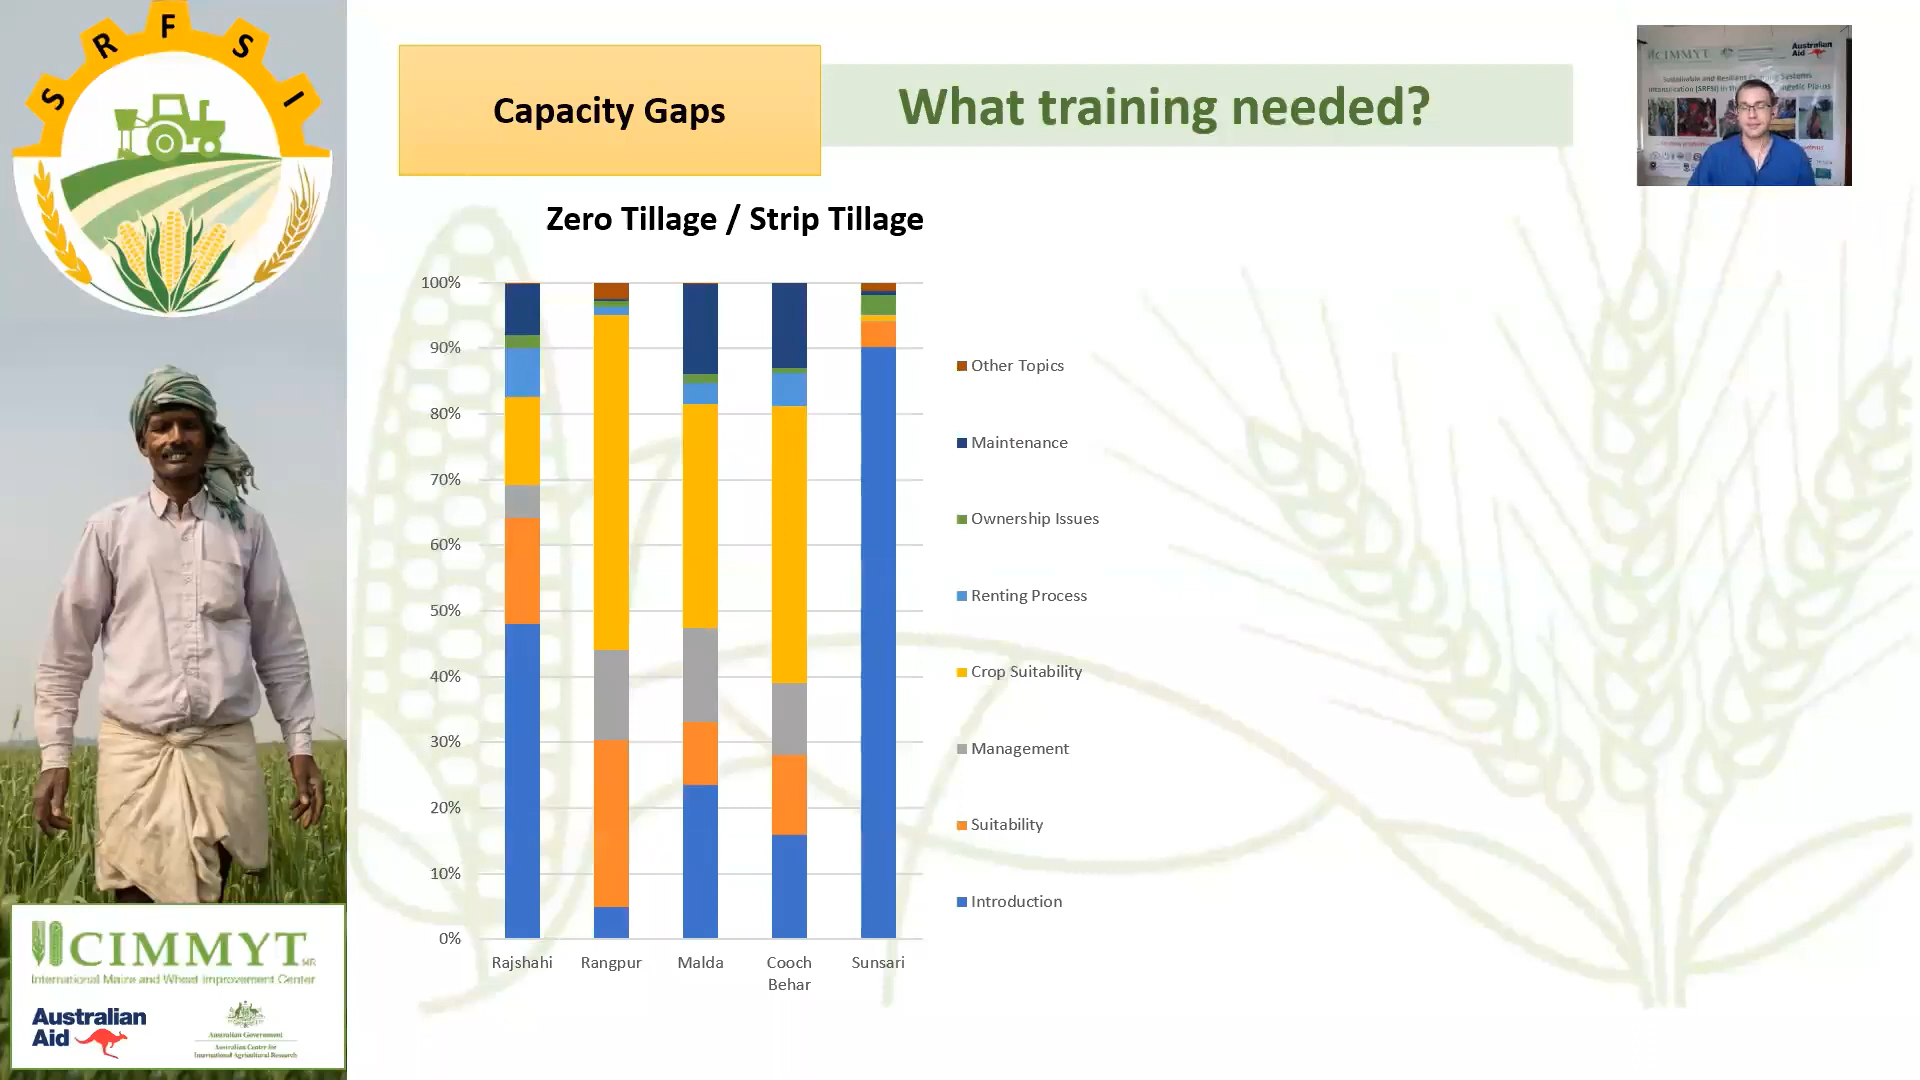 S R F S I
Capacity Gaps
What training needed?
Zero Tillage / Strip Tillage
100%
90%
80%
70%
60%
50%
40%
30%
20%
10%
0%
Rajshahi
Rangpur
Malda
Cooch
Behar
Sunsari
Other Topics
Maintenance
Ownership Issues
Renting Process
Crop Suitability
Management
Suitability
Introduction
CIMMYT
International Maize and Wheat Improvement Center
Australian
Aid
Australian Government
Australian Centre for
International Agricultural Research
CIMMYT
Australian
Aid